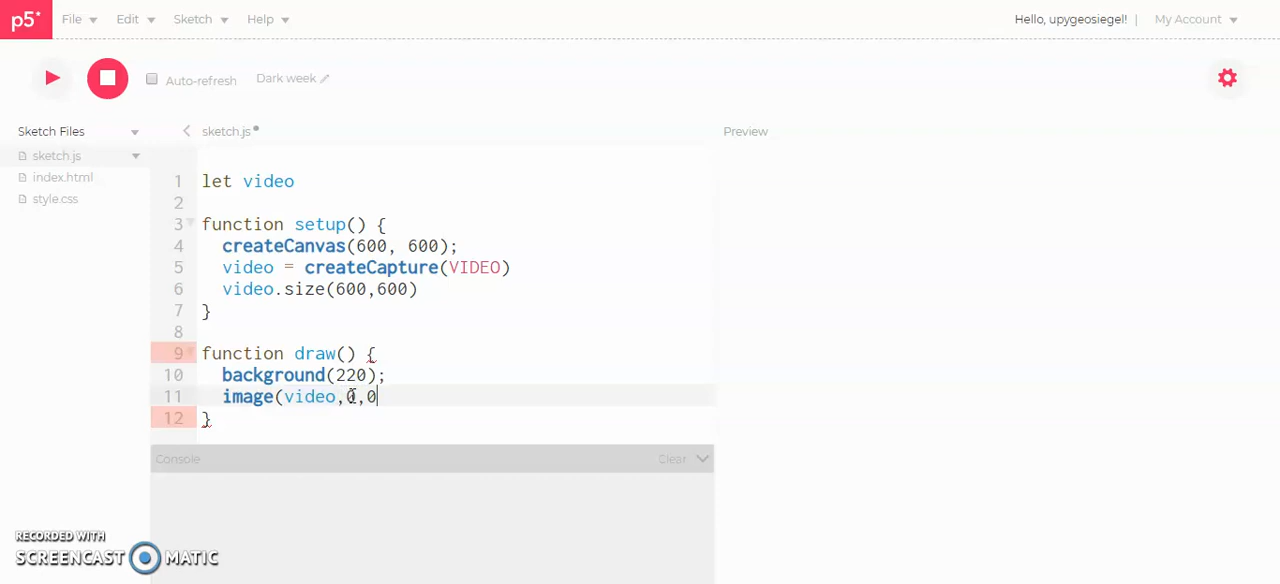 p5* File Edit Sketch Help Hello, upygeosiegel! | My Account
Auto-refresh Dark week
Sketch Files sketch.js Preview
sketch.js
index.html
style.css
1 let video
2
3 function setup() {
4 createCanvas(600, 600);
5 video = createCapture(VIDEO)
6 video.size(600,600)
7 }
8
9 function draw() {
10 background(220);
11 image(video,0,0
12 }
Console Clear
RECORDED WITH
SCREENCAST MATIC